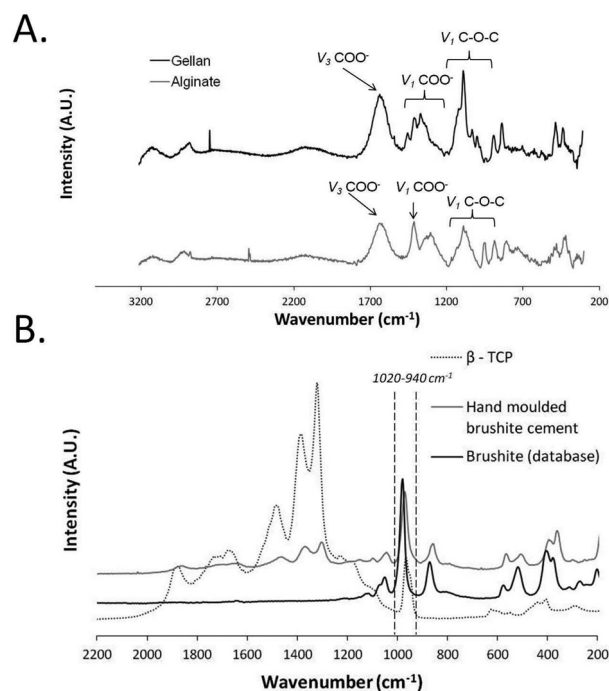 A.
Gellan
Alginate
V3 COO-
V1 COO-
V1 C-O-C
V3 COO-
V1 COO-
V1 C-O-C
Intensity (A.U.)
3200 2700 2200 1700 1200 700 200
Wavenumber (cm-1)
B.
1020-940 cm-1
β - TCP
Hand moulded
brushite cement
Brushite (database)
Intensity (A.U.)
2200 2000 1800 1600 1400 1200 1000 800 600 400 200
Wavenumber (cm-1)